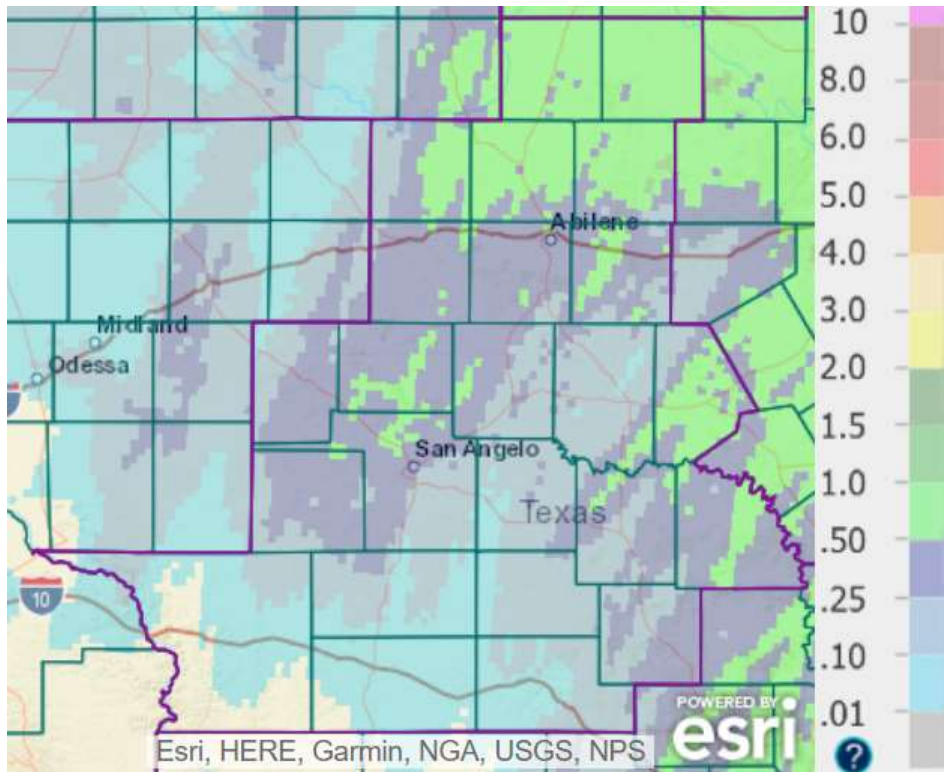 Abilene
Midland
Odessa
San Angelo
Texas
10
POWERED BY
esri
Esri, HERE, Garmin, NGA, USGS, NPS
10
8.0
6.0
5.0
4.0
3.0
2.0
1.5
1.0
.50
.25
.10
.01
?